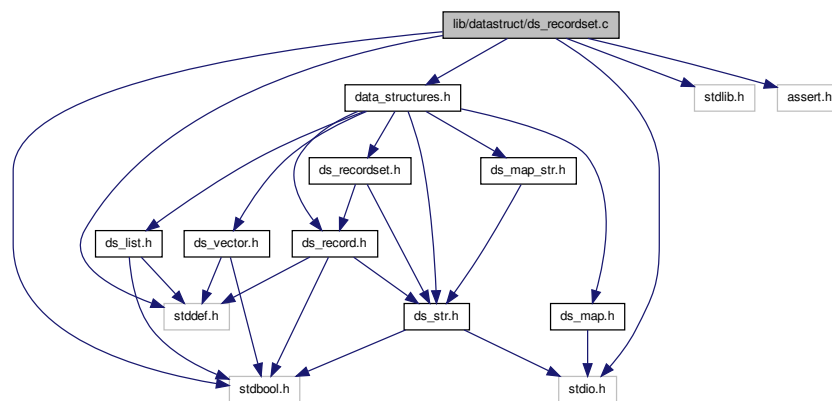 lib/datastruct/ds_recordset.c
data_structures.h
stdlib.h
assert.h
ds_recordset.h
ds_map_str.h
ds_list.h
ds_vector.h
ds_record.h
stddef.h
ds_str.h
ds_map.h
stdbool.h
stdio.h